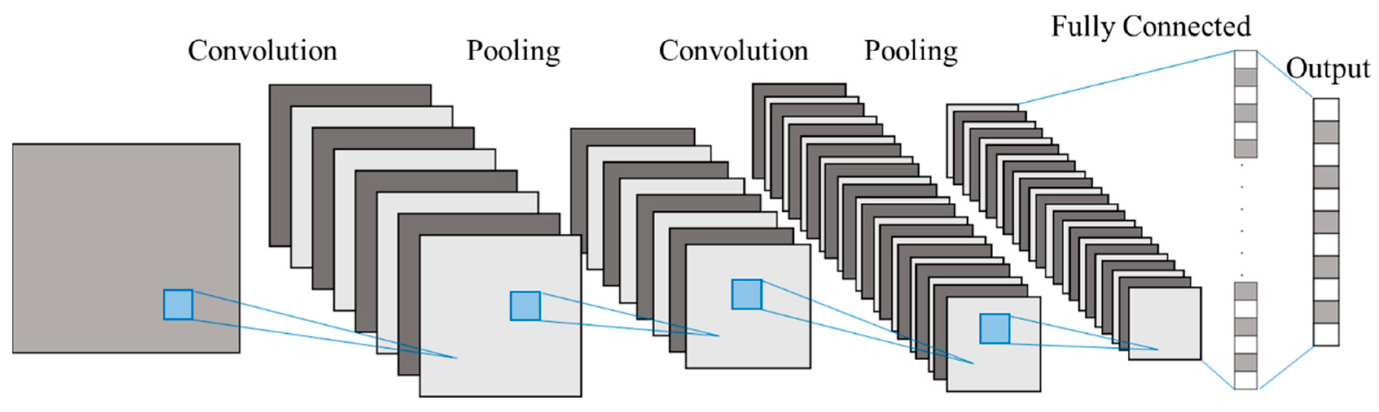 Convolution
Pooling
Convolution
Pooling
Fully Connected
Output